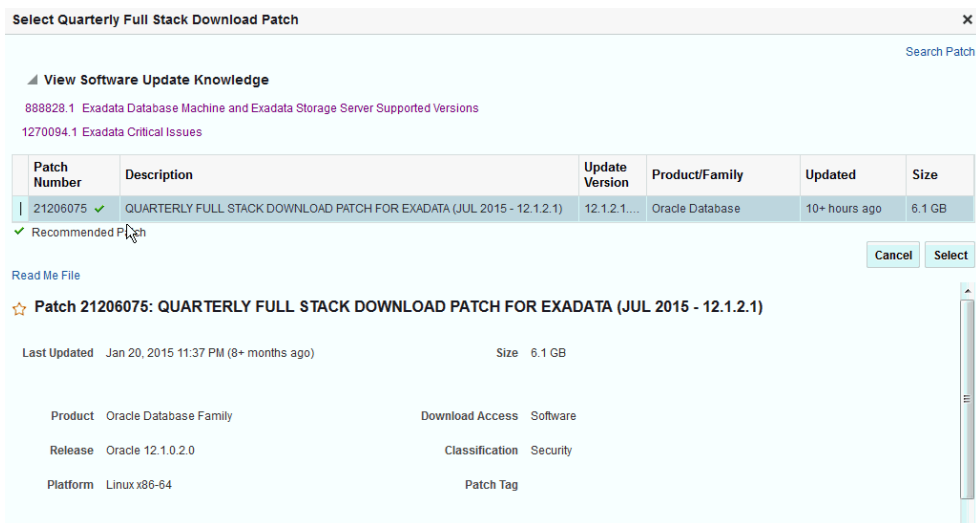 Select Quarterly Full Stack Download Patch
Search Patch
View Software Update Knowledge
888828.1 Exadata Database Machine and Exadata Storage Server Supported Versions
1270094.1 Exadata Critical Issues
Patch Number Description Update Version Product/Family Updated Size
21206075 QUARTERLY FULL STACK DOWNLOAD PATCH FOR EXADATA (JUL 2015 - 12.1.2.1) 12.1.2.1.... Oracle Database 10+ hours ago 6.1 GB
Recommended Patch
Cancel Select
Read Me File
Patch 21206075: QUARTERLY FULL STACK DOWNLOAD PATCH FOR EXADATA (JUL 2015 - 12.1.2.1)
Last Updated Jan 20, 2015 11:37 PM (8+ months ago) Size 6.1 GB
Product Oracle Database Family Download Access Software
Release Oracle 12.1.0.2.0 Classification Security
Platform Linux x86-64 Patch Tag